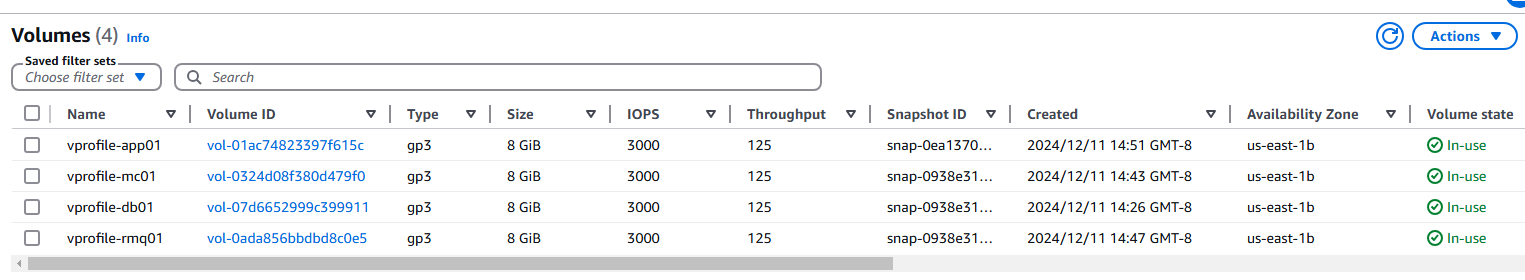 Volumes (4) Info
Actions
Saved filter sets
Choose filter set Search
Name Volume ID Type Size IOPS Throughput Snapshot ID Created Availability Zone Volume state
vprofile-app01 vol-01ac74823397f615c gp3 8 GiB 3000 125 snap-0ea1370... 2024/12/11 14:51 GMT-8 us-east-1b In-use
vprofile-mc01 vol-0324d08f380d479f0 gp3 8 GiB 3000 125 snap-0938e31... 2024/12/11 14:43 GMT-8 us-east-1b In-use
vprofile-db01 vol-07d6652999c399911 gp3 8 GiB 3000 125 snap-0938e31... 2024/12/11 14:26 GMT-8 us-east-1b In-use
vprofile-rmq01 vol-0ada856bbdbd8c0e5 gp3 8 GiB 3000 125 snap-0938e31... 2024/12/11 14:47 GMT-8 us-east-1b In-use